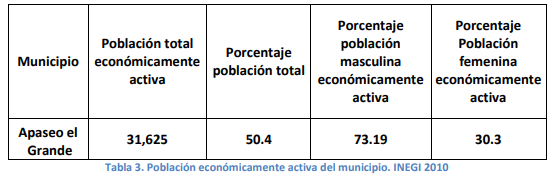 Municipio
Población total
económicamente
activa
Porcentaje
población total
Porcentaje
población
masculina
económicamente
activa
Porcentaje
Población
femenina
económicamente
activa
Apaseo el
Grande
31,625
50.4
73.19
30.3
Tabla 3. Población económicamente activa del municipio. INEGI 2010